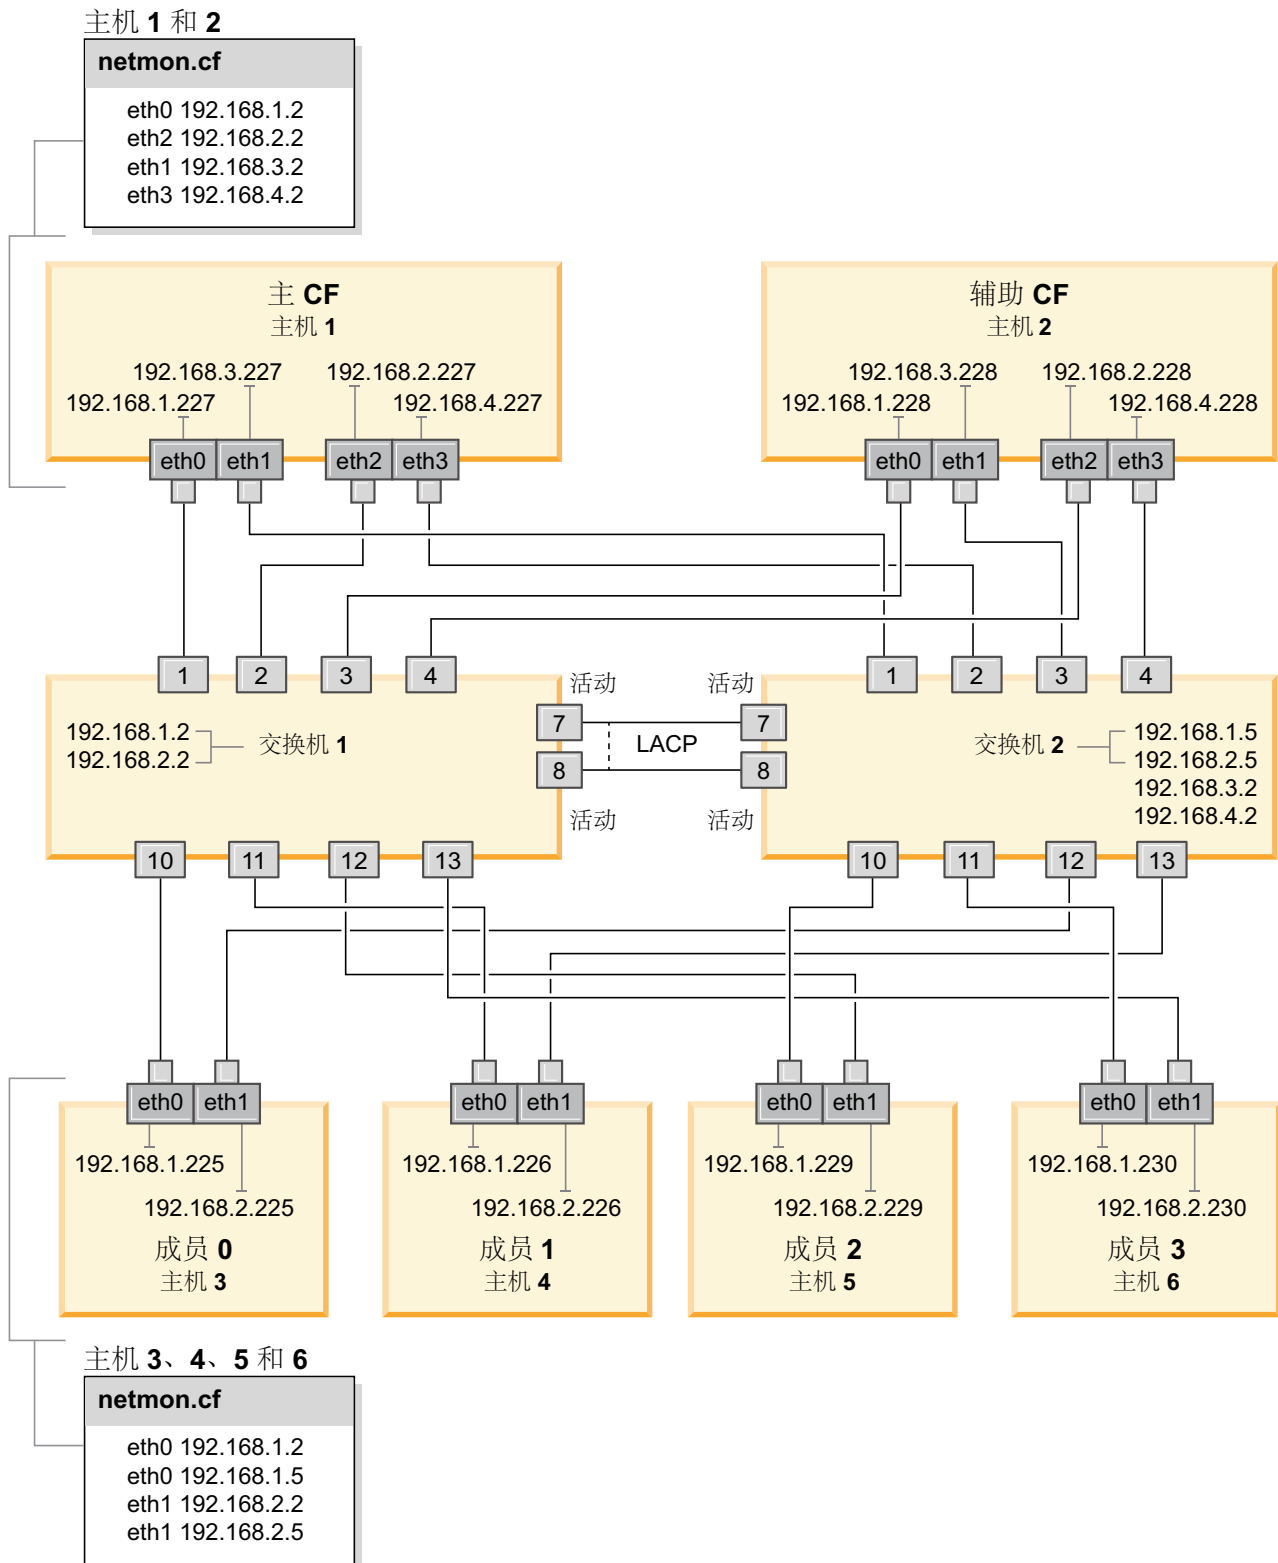 主机 1 和 2
netmon.cf
eth0 192.168.1.2
eth2 192.168.2.2
eth1 192.168.3.2
eth3 192.168.4.2
主 CF
主机 1
192.168.3.227 192.168.2.227
192.168.1.227 192.168.4.227
eth0 eth1 eth2 eth3
辅助 CF
主机 2
192.168.3.228 192.168.2.228
192.168.1.228 192.168.4.228
eth0 eth1 eth2 eth3
1 2 3 4
活动 活动
1 2 3 4
192.168.1.2
192.168.2.2
交换机 1
7
8
LACP
7
8
交换机 2
192.168.1.5
192.168.2.5
192.168.3.2
192.168.4.2
活动 活动
10 11 12 13
10 11 12 13
eth0 eth1
192.168.1.225
192.168.2.225
成员 0
主机 3
eth0 eth1
192.168.1.226
192.168.2.226
成员 1
主机 4
eth0 eth1
192.168.1.229
192.168.2.229
成员 2
主机 5
eth0 eth1
192.168.1.230
192.168.2.230
成员 3
主机 6
主机 3、4、5 和 6
netmon.cf
eth0 192.168.1.2
eth0 192.168.1.5
eth1 192.168.2.2
eth1 192.168.2.5